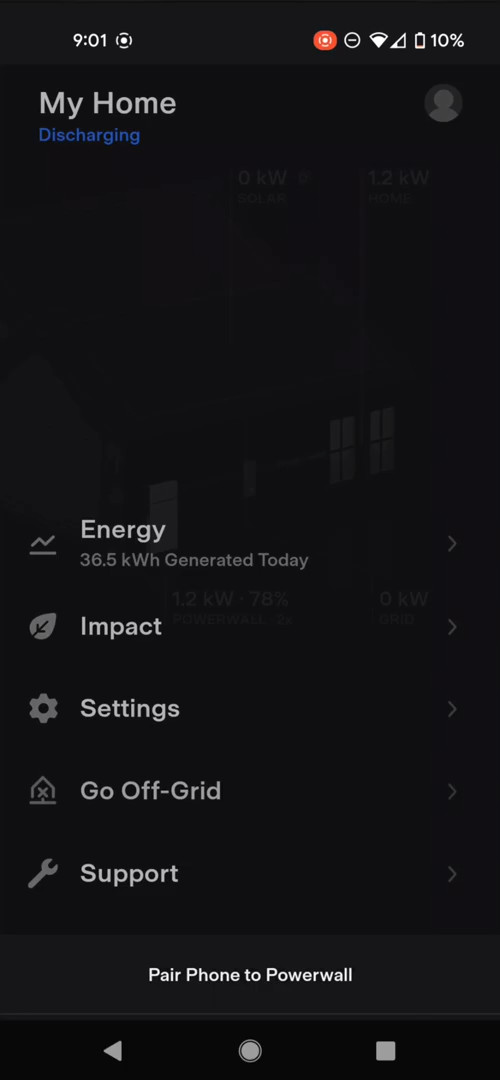 9:01
10%
My Home
Discharging
0 kW
1.2 kW
SOLAR
HOME
Energy
36.5 kWh Generated Today
1.2 kW · 78%
0 kW
POWERWALL · 2x
GRID
Impact
Settings
Go Off-Grid
Support
Pair Phone to Powerwall